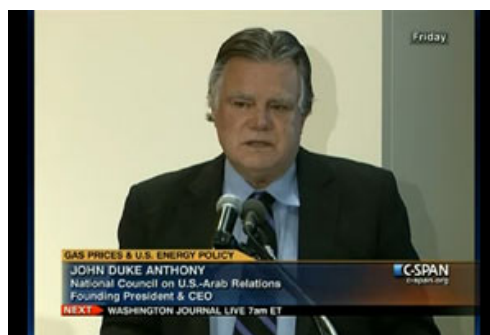 Friday
GAS PRICES & U.S. ENERGY POLICY
JOHN DUKE ANTHONY
National Council on U.S.-Arab Relations
Founding President & CEO
C-SPAN
c-span.org
NEXT WASHINGTON JOURNAL LIVE 7am ET